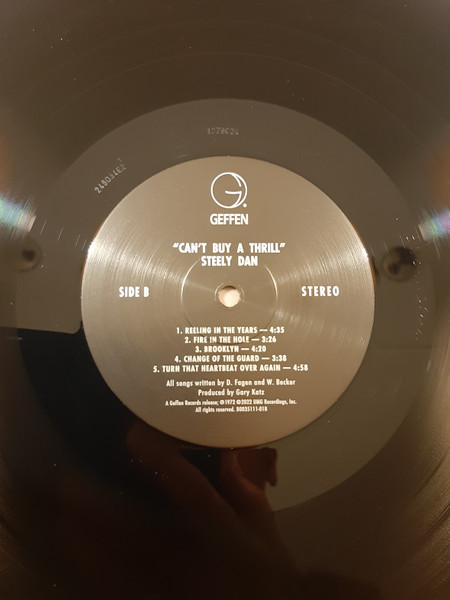 GEFFEN
"CAN'T BUY A THRILL"
STEELY DAN
SIDE B
STEREO
1. REELING IN THE YEARS — 4:35
2. FIRE IN THE HOLE — 3:26
3. BROOKLYN — 4:20
4. CHANGE OF THE GUARD — 3:38
5. TURN THAT HEARTBEAT OVER AGAIN — 4:58
All songs written by D. Fagen and W. Becker
Produced by Gary Katz
A Geffen Records release; ℗1972 ©2022 UMG Recordings, Inc.
All rights reserved. B0035111-01B